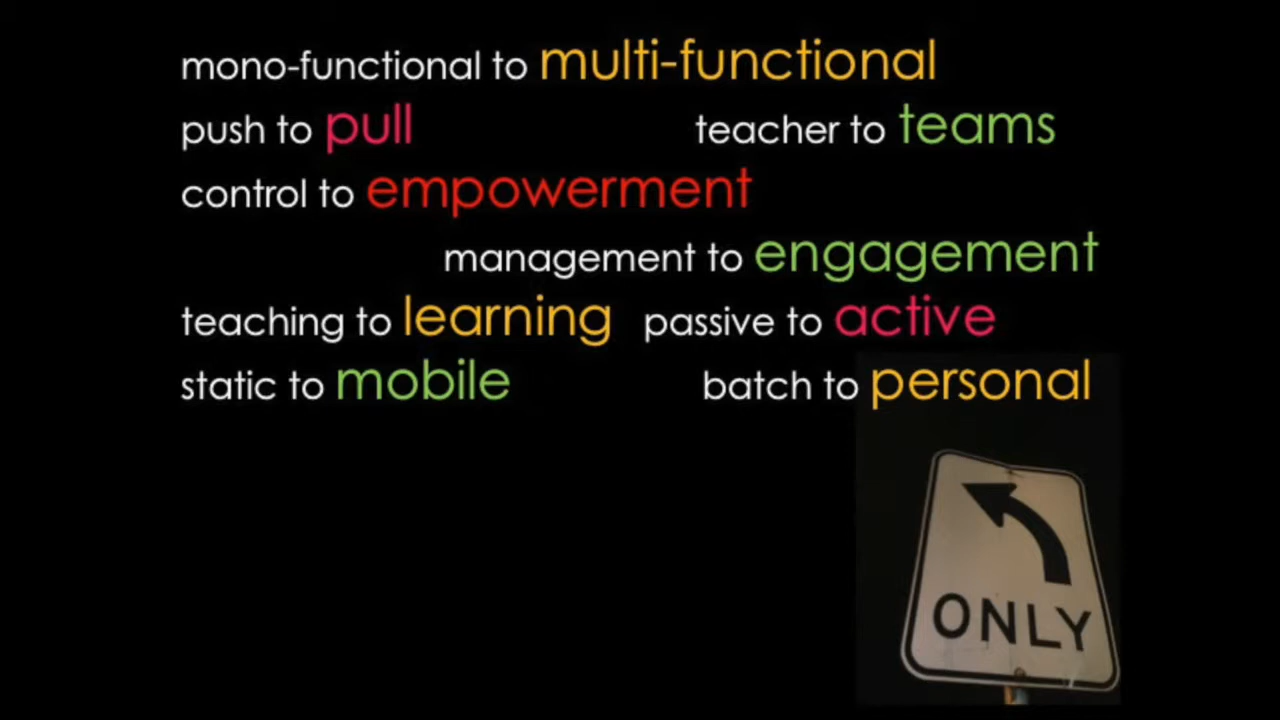 mono-functional to multi-functional
push to pull teacher to teams
control to empowerment
management to engagement
teaching to learning passive to active
static to mobile batch to personal
ONLY